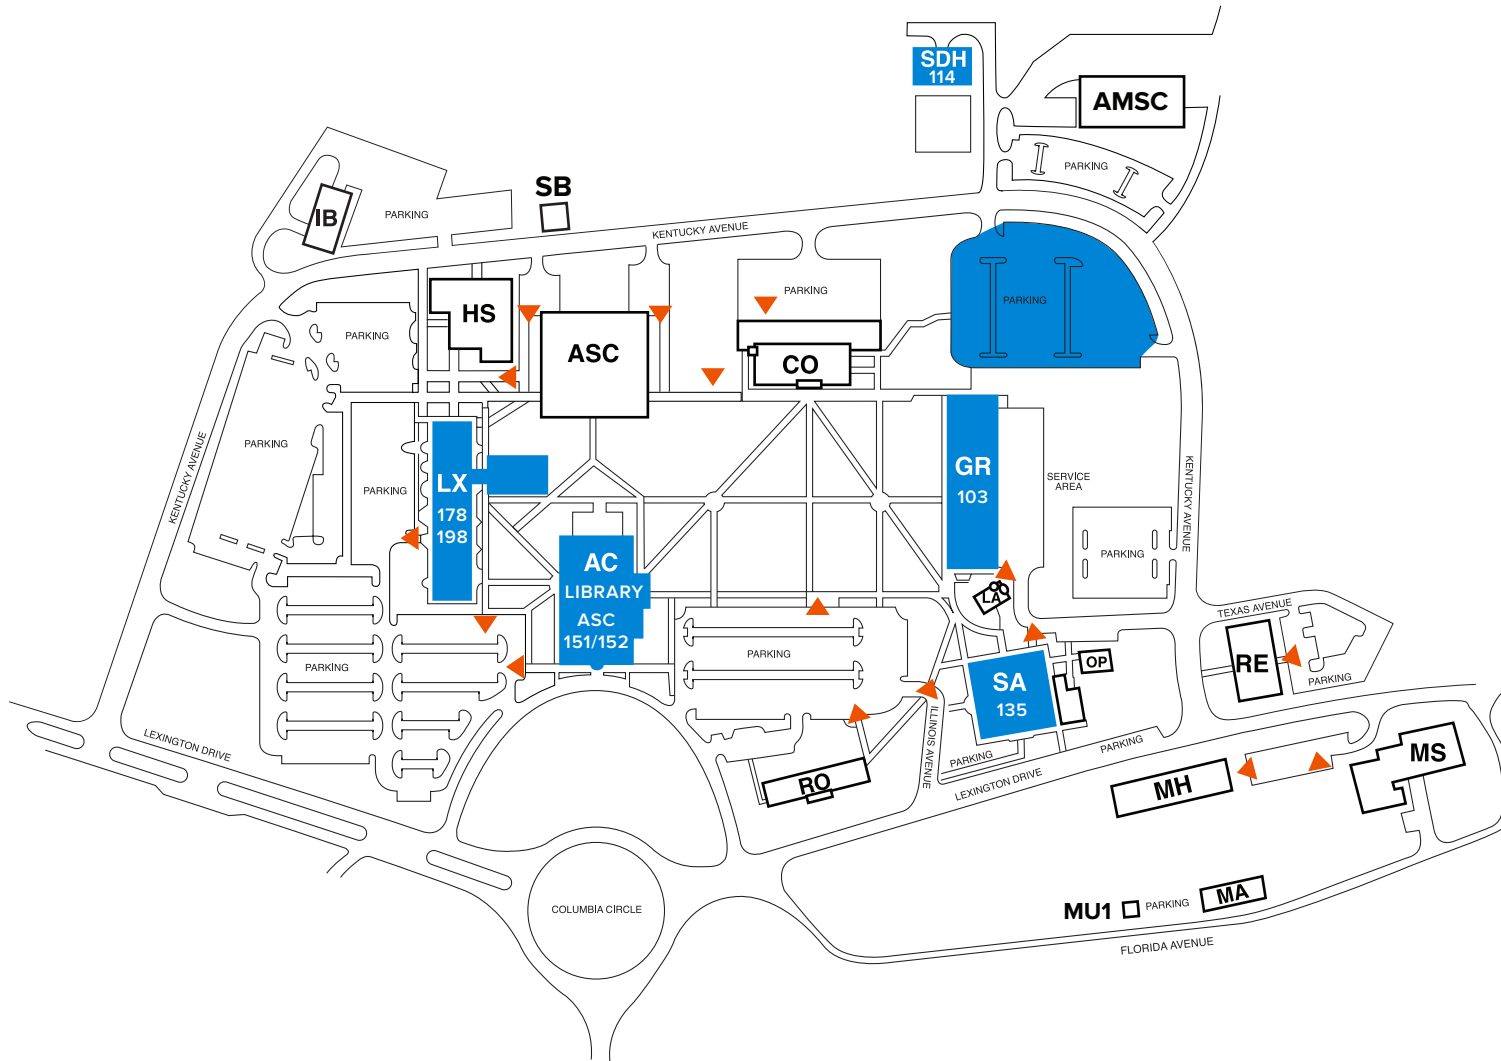 SDH
114
AMSC
PARKING
SB
IB
PARKING
KENTUCKY AVENUE
PARKING
PARKING
HS
PARKING
ASC
CO
KENTUCKY AVENUE
PARKING
PARKING
LX
178
198
GR
103
SERVICE
AREA
KENTUCKY AVENUE
PARKING
AC
LIBRARY
ASC
151/152
LA
TEXAS AVENUE
PARKING
PARKING
OP
RE
PARKING
SA
135
ILLINOIS AVENUE
LEXINGTON DRIVE
PARKING
PARKING
LEXINGTON DRIVE
RO
MH
MS
COLUMBIA CIRCLE
MU1
PARKING
MA
FLORIDA AVENUE